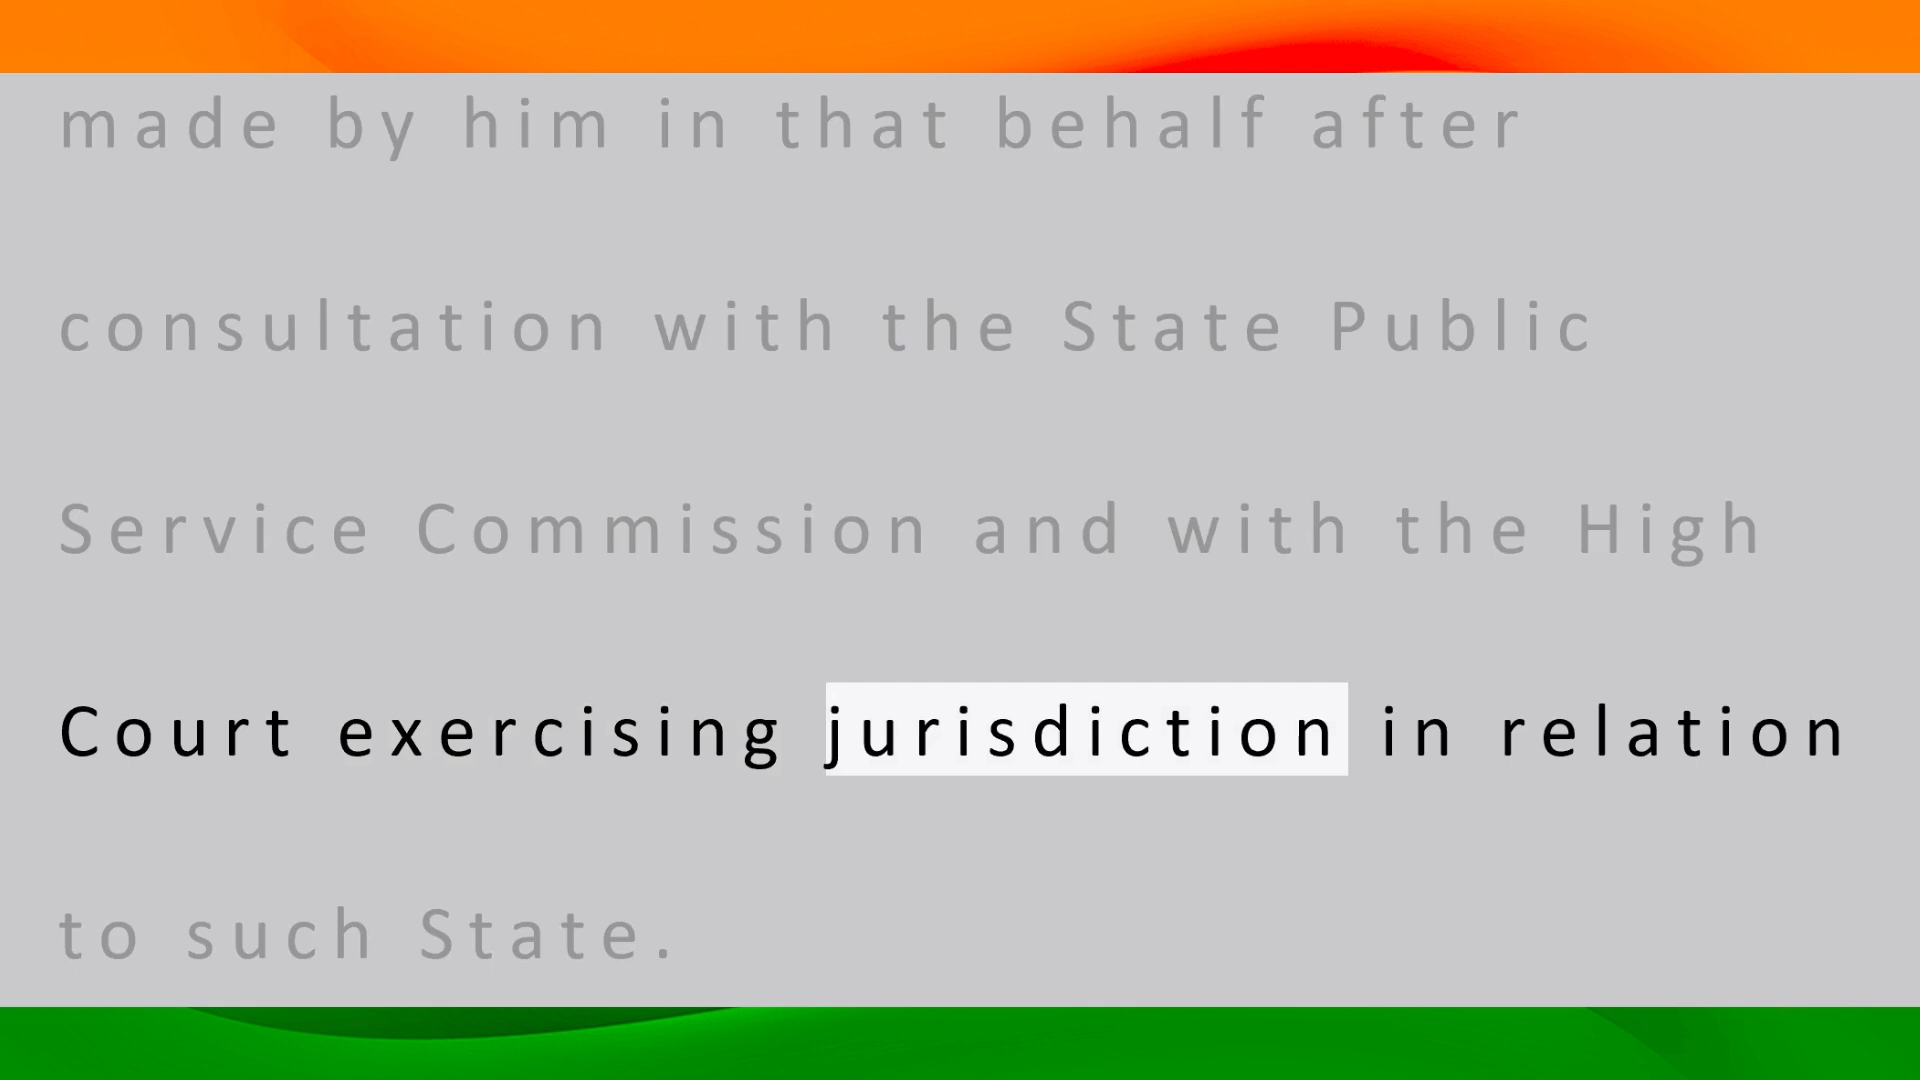 made by him in that behalf after
consultation with the State Public
Service Commission and with the High
Court exercising jurisdiction in relation
to such State.